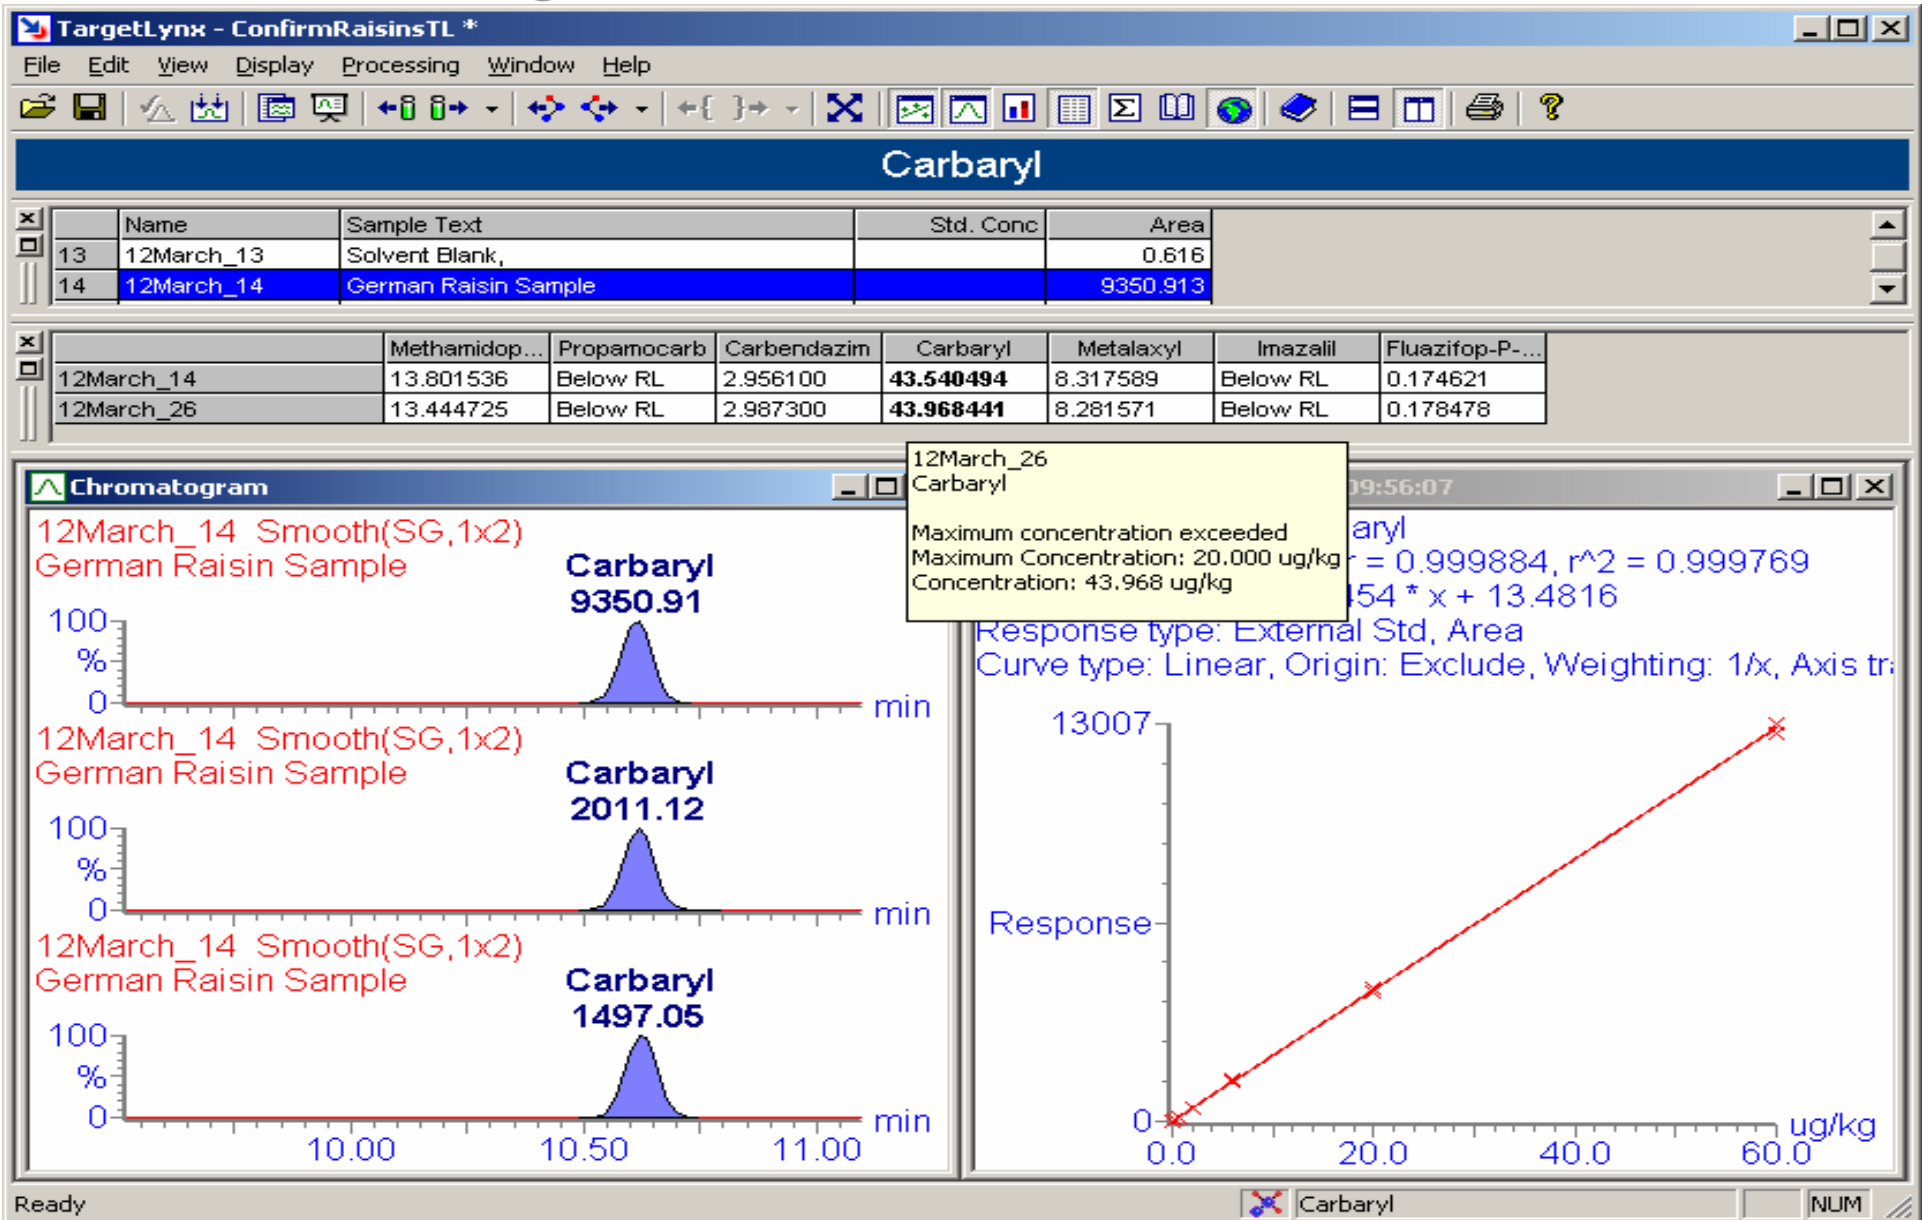 TargetLynx - ConfirmRaisinsTL *
File Edit View Display Processing Window Help
Carbaryl
Name Sample Text Std. Conc Area
13 12March_13 Solvent Blank, 0.616
14 12March_14 German Raisin Sample 9350.913
Methamidop... Propamocarb Carbendazim Carbaryl Metalaxyl Imazalil Fluazifop-P-...
12March_14 13.801536 Below RL 2.956100 43.540494 8.317589 Below RL 0.174621
12March_26 13.444725 Below RL 2.987300 43.968441 8.281571 Below RL 0.178478
12March_26
Carbaryl
Maximum concentration exceeded
Maximum Concentration: 20.000 ug/kg
Concentration: 43.968 ug/kg
Chromatogram
12March_14 Smooth(SG,1x2)
German Raisin Sample
Carbaryl
9350.91
100
%
0
min
12March_14 Smooth(SG,1x2)
German Raisin Sample
Carbaryl
2011.12
100
%
0
min
12March_14 Smooth(SG,1x2)
German Raisin Sample
Carbaryl
1497.05
100
%
0
min
10.00 10.50 11.00
09:56:07
aryl
r = 0.999884, r^2 = 0.999769
454 * x + 13.4816
Response type: External Std, Area
Curve type: Linear, Origin: Exclude, Weighting: 1/x, Axis tra
13007
Response
0
ug/kg
0.0 20.0 40.0 60.0
Ready Carbaryl NUM